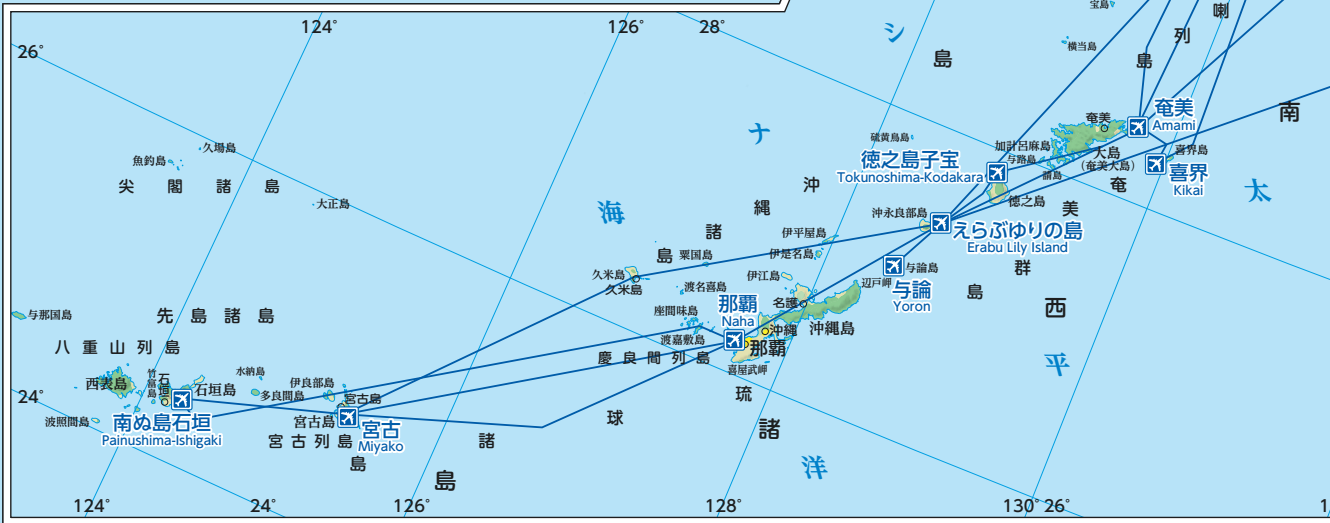 124°
126°
28°
26°
宝島
喇
列
島
シ
島
横当島
ナ
海
南
太
西
平
洋
奄美
Amami
奄美
大島
(奄美大島)
喜界島
喜界
Kikai
硫黄鳥島
加計呂麻島
与路島
請島
徳之島子宝
Tokunoshima-Kodakara
徳之島
奄
美
群
島
沖永良部島
えらぶゆりの島
Erabu Lily Island
与論島
与論
Yoron
辺戸岬
久場島
魚釣島
尖閣諸島
大正島
沖
縄
諸
島
伊平屋島
伊是名島
粟国島
伊江島
久米島
久米島
渡名喜島
名護
座間味島
那覇
Naha
沖縄
沖縄島
渡嘉敷島
那覇
慶良間列島
喜屋武岬
与那国島
先島諸島
八重山列島
西表島
竹富島
石垣
石垣島
水納島
多良間島
伊良部島
宮古島
24°
波照間島
南ぬ島石垣
Painushima-Ishigaki
宮古島
宮古
Miyako
宮古列島
島
琉
球
諸
島
諸
124°
24°
126°
128°
130°
26°
1